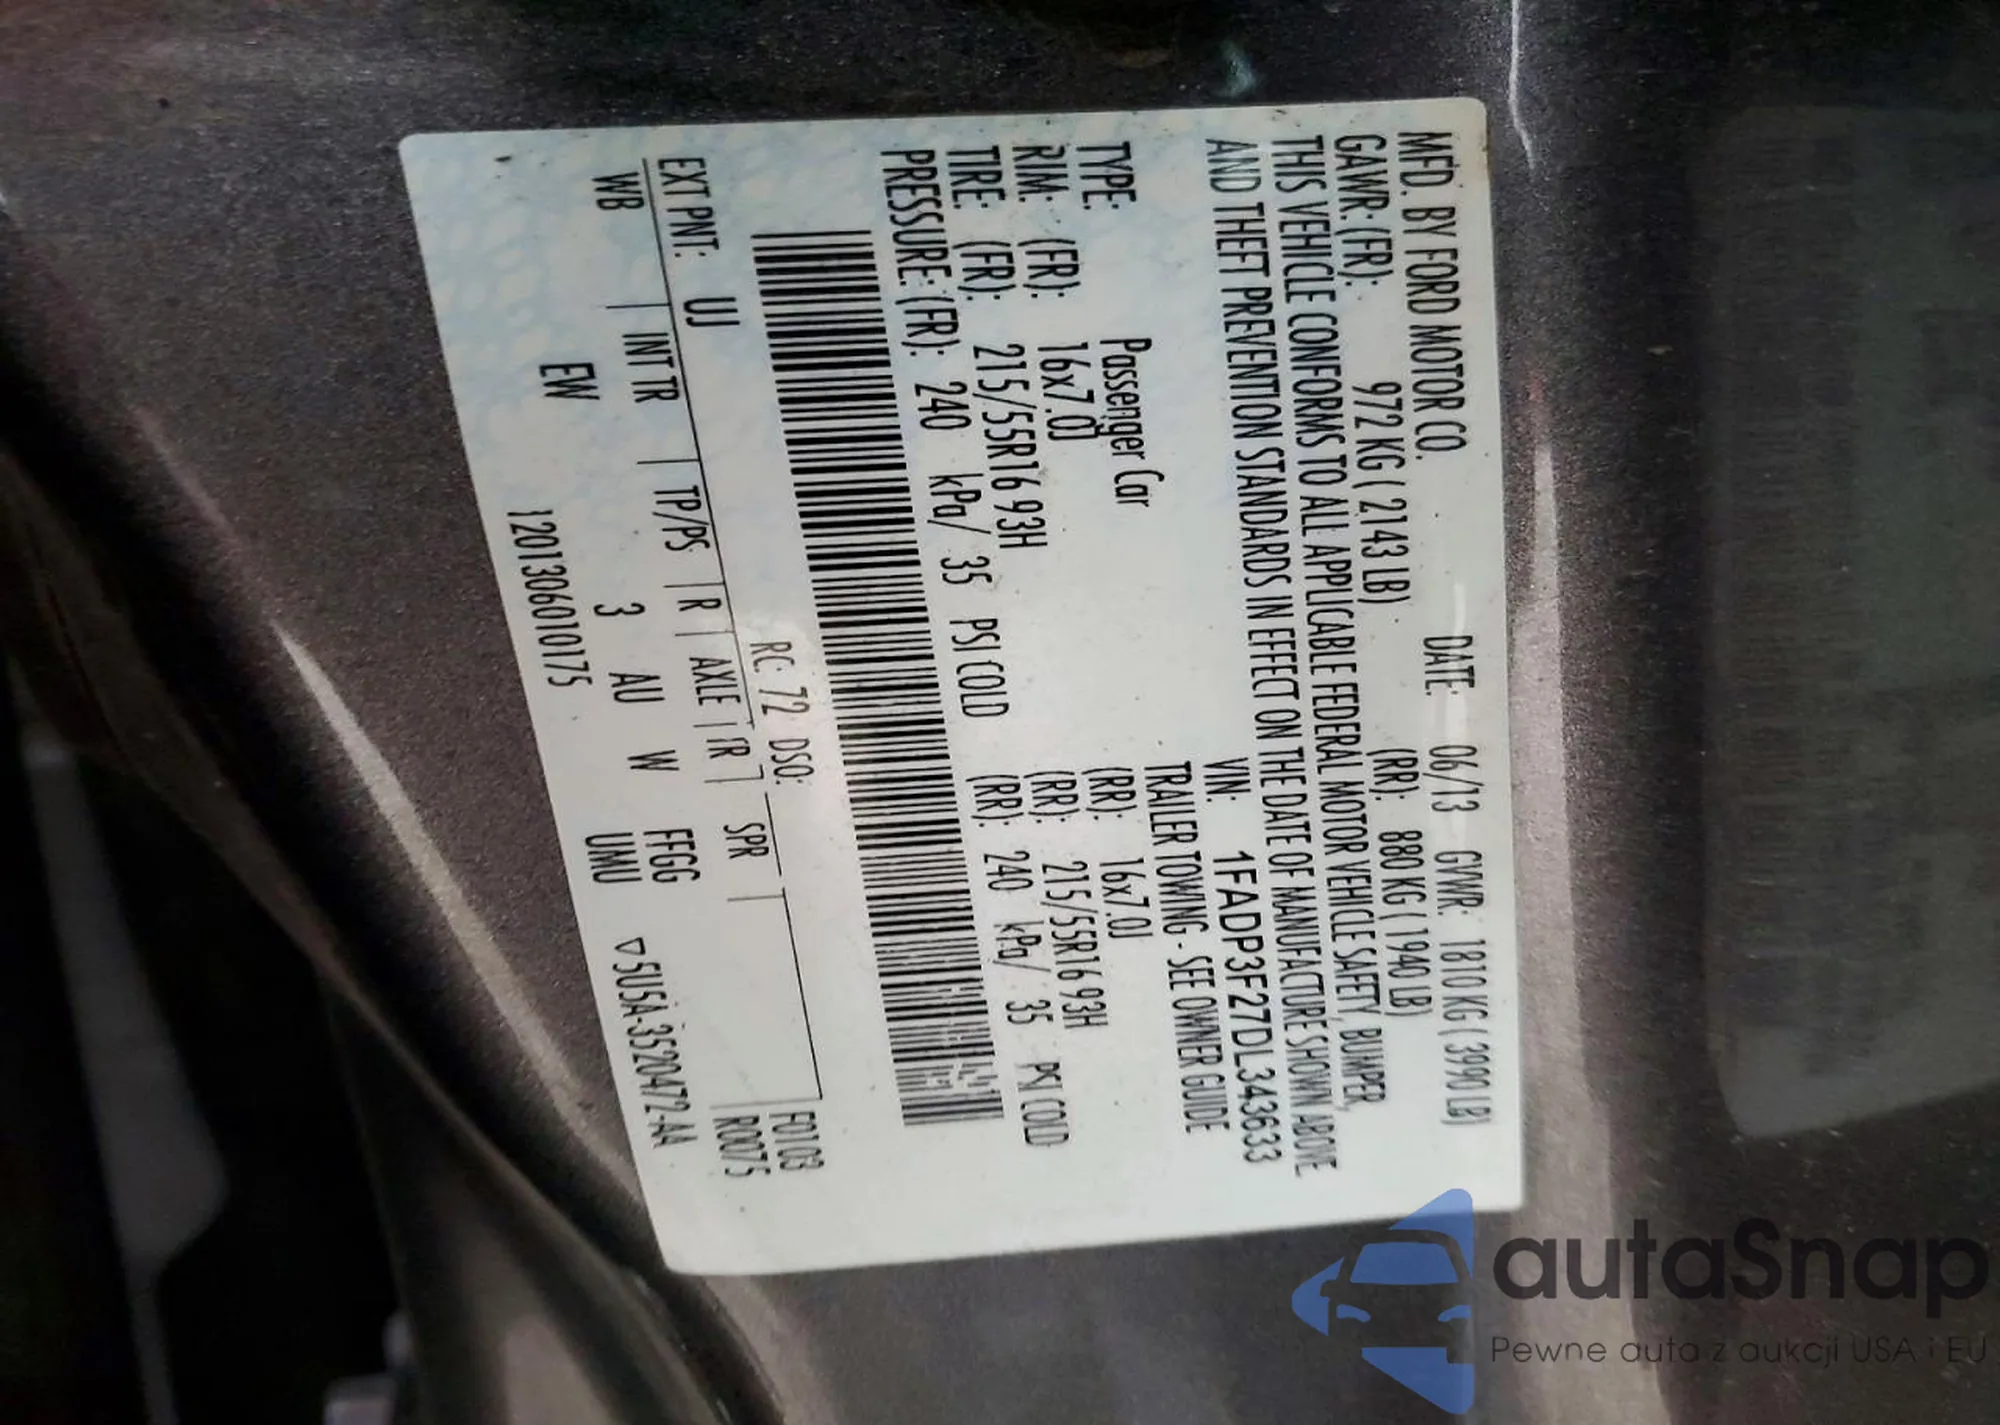 MFD. BY FORD MOTOR CO. DATE: 06/13 GVWR: 1810 KG ( 3990 LB)
GAWR: (FR): 972 KG ( 2143 LB) (RR): 880 KG ( 1940 LB)
THIS VEHICLE CONFORMS TO ALL APPLICABLE FEDERAL MOTOR VEHICLE SAFETY, BUMPER,
AND THEFT PREVENTION STANDARDS IN EFFECT ON THE DATE OF MANUFACTURE SHOWN ABOVE
VIN: 1FADP3F27DL343633
TYPE: Passenger Car TRAILER TOWING - SEE OWNER GUIDE
RIM: (FR): 16x7.0J (RR): 16x7.0J
TIRE: (FR): 215/55R16 93H (RR): 215/55R16 93H
PRESSURE: (FR): 240 kPa/ 35 PSI COLD (RR): 240 kPa/ 35 PSI COLD
EXT PNT: UJ RC: 72 DSO: F0103
WB INT TR TP/PS R AXLE TR SPR R0075
EW 3 AU W FFGG
UMU ▽5U5A-3520472-AA
120130601017​5
autaSnap
Pewne auta z aukcji USA i EU